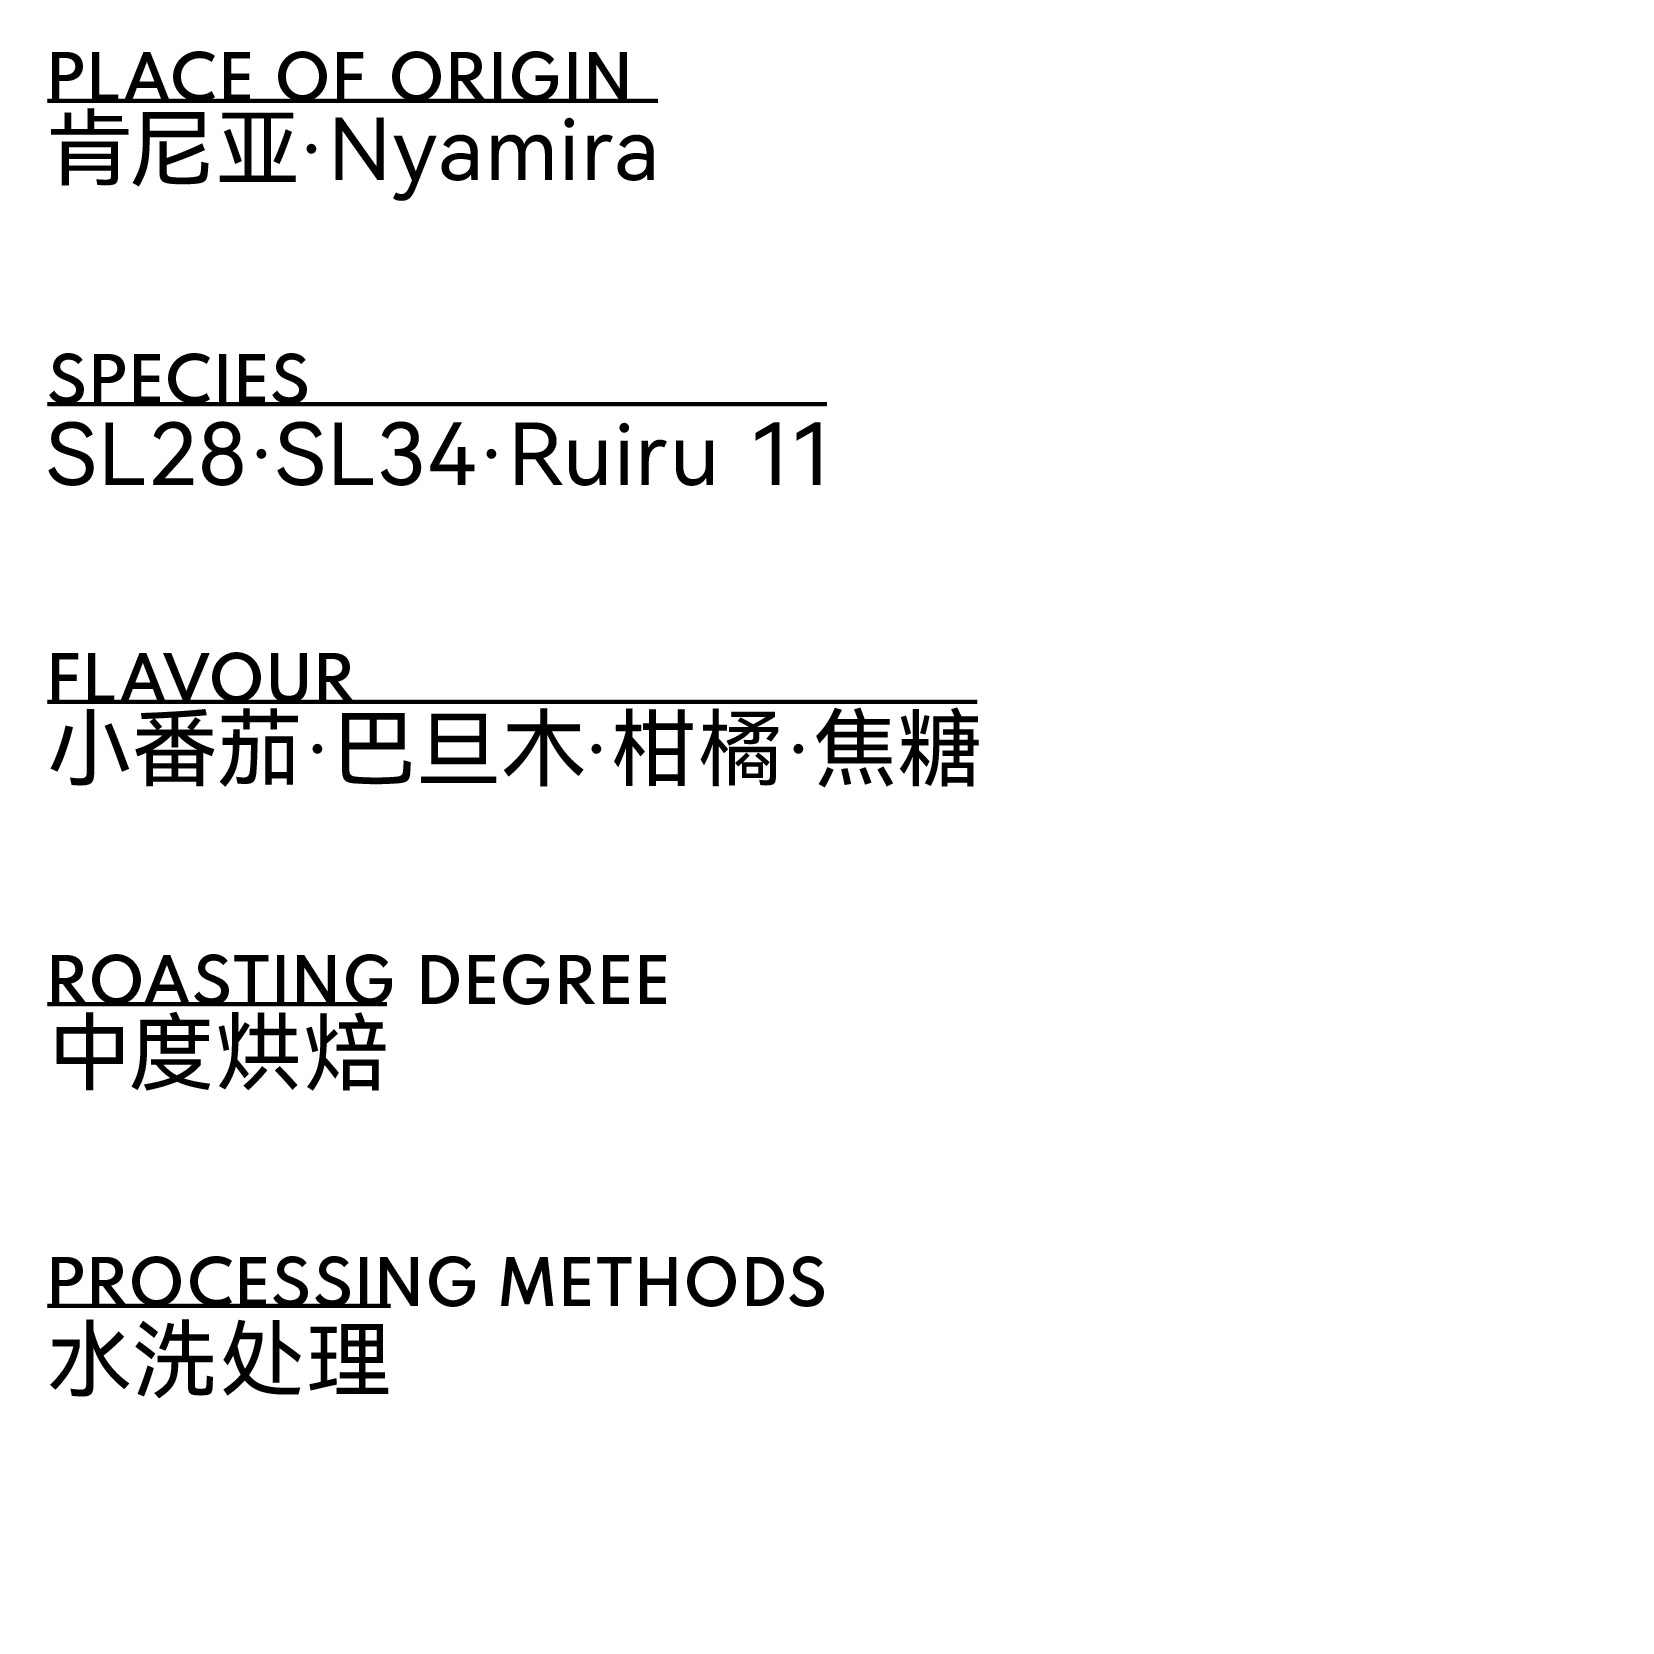 PLACE OF ORIGIN
肯尼亚·Nyamira
SPECIES
SL28·SL34·Ruiru 11
FLAVOUR
小番茄·巴旦木·柑橘·焦糖
ROASTING DEGREE
中度烘焙
PROCESSING METHODS
水洗处理